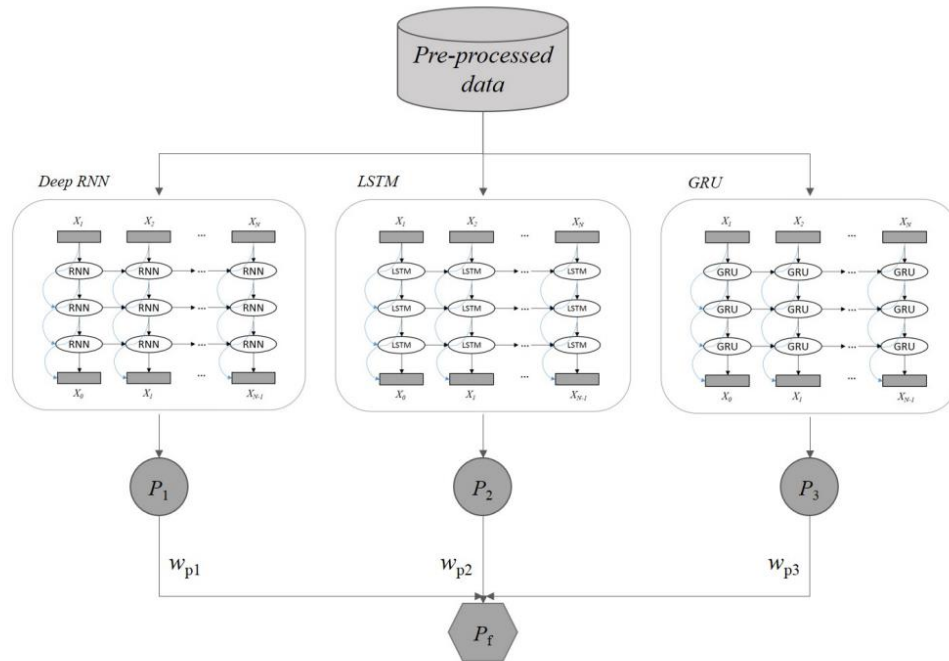 Pre-processed
data
Deep RNN LSTM GRU
X1 X2 ... XN X1 X2 ... XN X1 X2 ... XN
... ... ...
RNN RNN ... RNN LSTM LSTM ... LSTM GRU GRU ... GRU
RNN RNN ... RNN LSTM LSTM ... LSTM GRU GRU ... GRU
RNN RNN ... RNN LSTM LSTM ... LSTM GRU GRU ... GRU
... ... ...
X0 X1 XN-1 X0 X1 XN-1 X0 X1 XN-1
P1 P2 P3
wp1 wp2 wp3
Pf